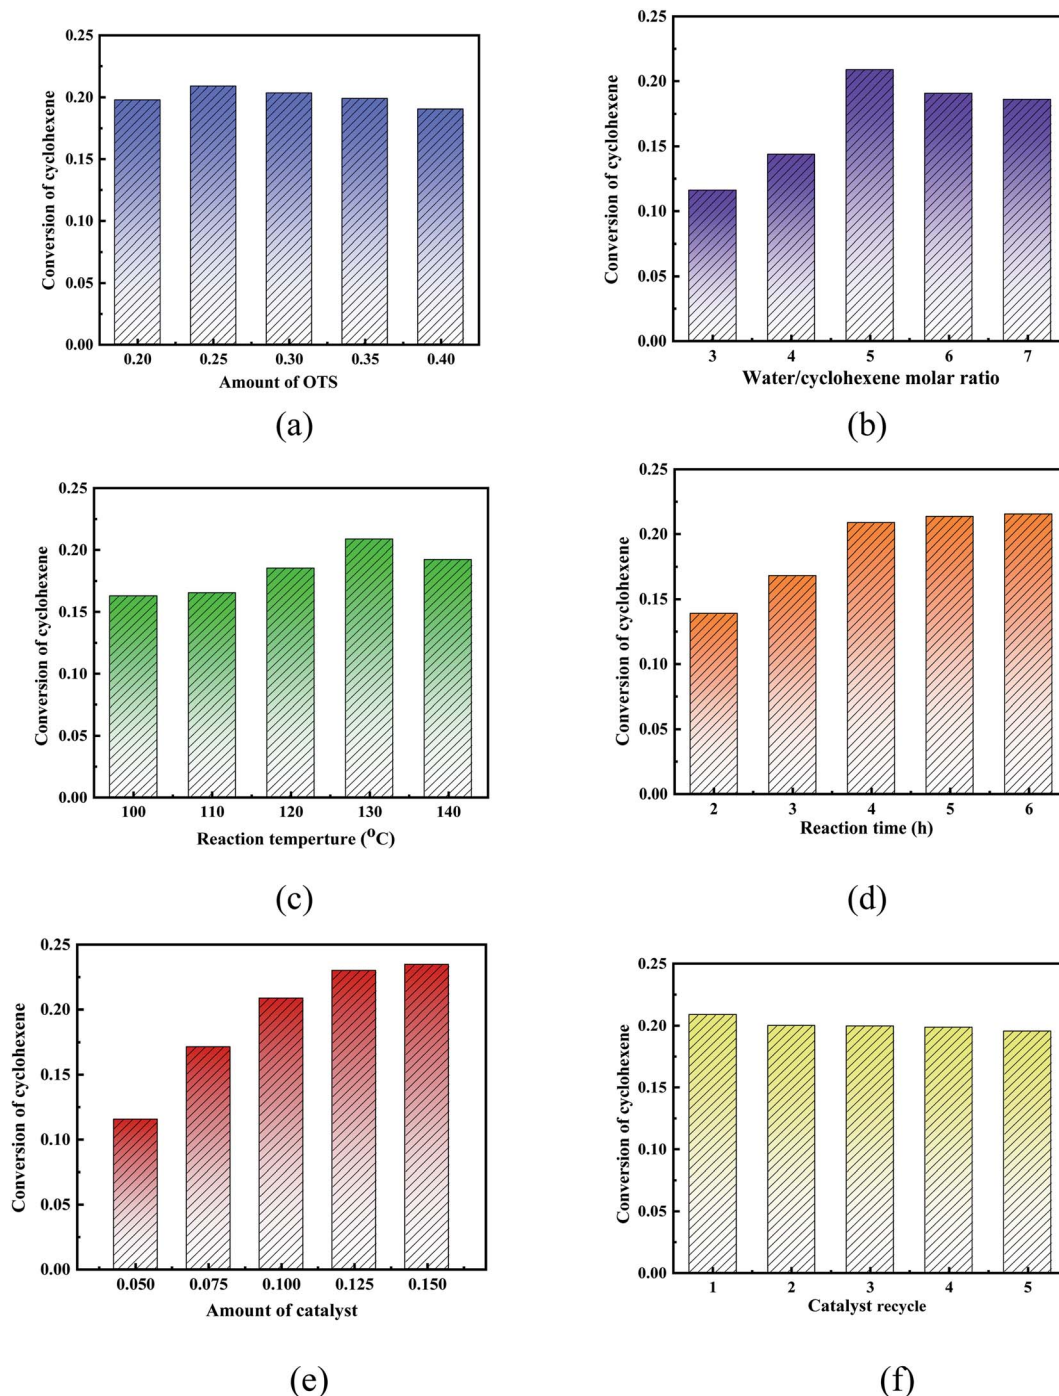 0.25
0.20
0.15
0.10
0.05
0.00
Conversion of cyclohexene
0.20 0.25 0.30 0.35 0.40
Amount of OTS
(a)
0.25
0.20
0.15
0.10
0.05
0.00
Conversion of cyclohexene
3 4 5 6 7
Water/cyclohexene molar ratio
(b)
0.25
0.20
0.15
0.10
0.05
0.00
Conversion of cyclohexene
100 110 120 130 140
Reaction temperture (⁰C)
(c)
0.25
0.20
0.15
0.10
0.05
0.00
Conversion of cyclohexene
2 3 4 5 6
Reaction time (h)
(d)
0.25
0.20
0.15
0.10
0.05
0.00
Conversion of cyclohexene
0.050 0.075 0.100 0.125 0.150
Amount of catalyst
(e)
0.25
0.20
0.15
0.10
0.05
0.00
Conversion of cyclohexene
1 2 3 4 5
Catalyst recycle
(f)